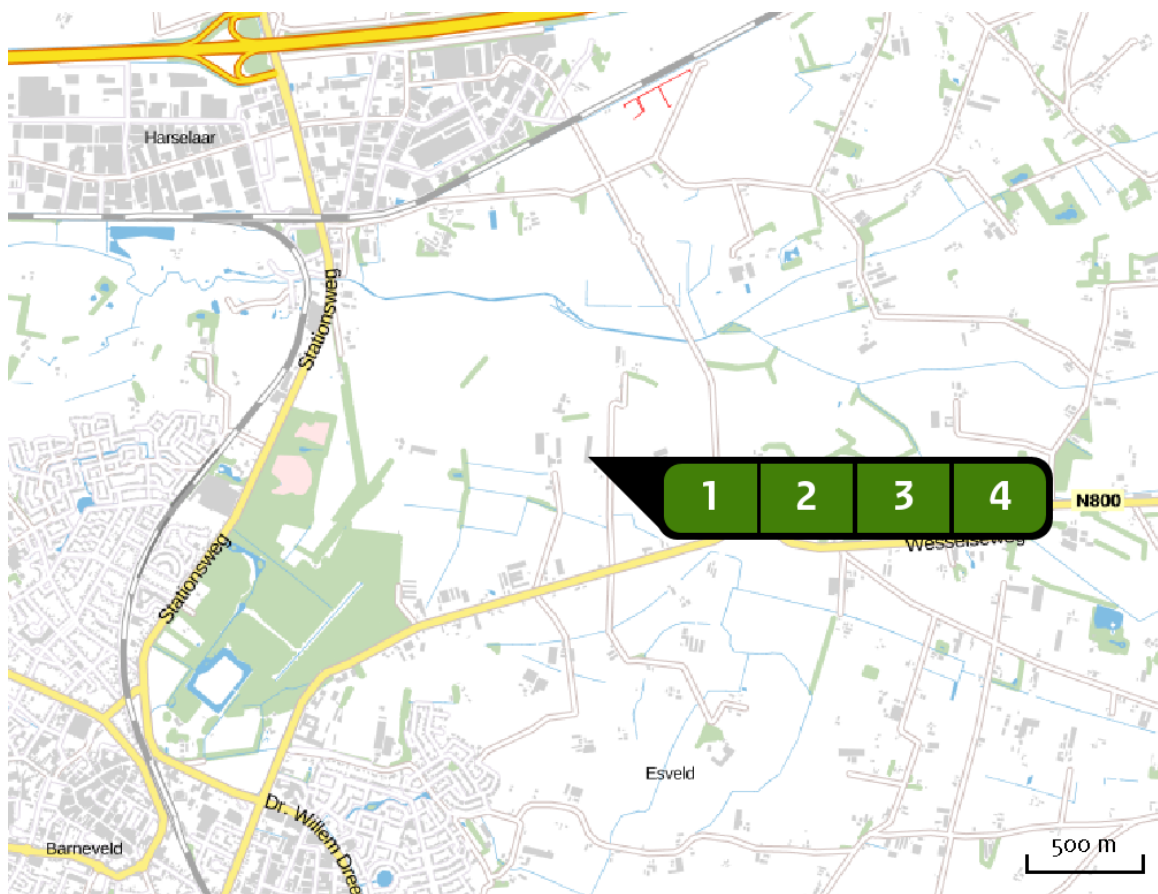 Harselaar
Stationsweg
1 2 3 4
N800
Wesselseweg
Stationsweg
Esveld
Dr. Willem Dree
Barneveld
500 m